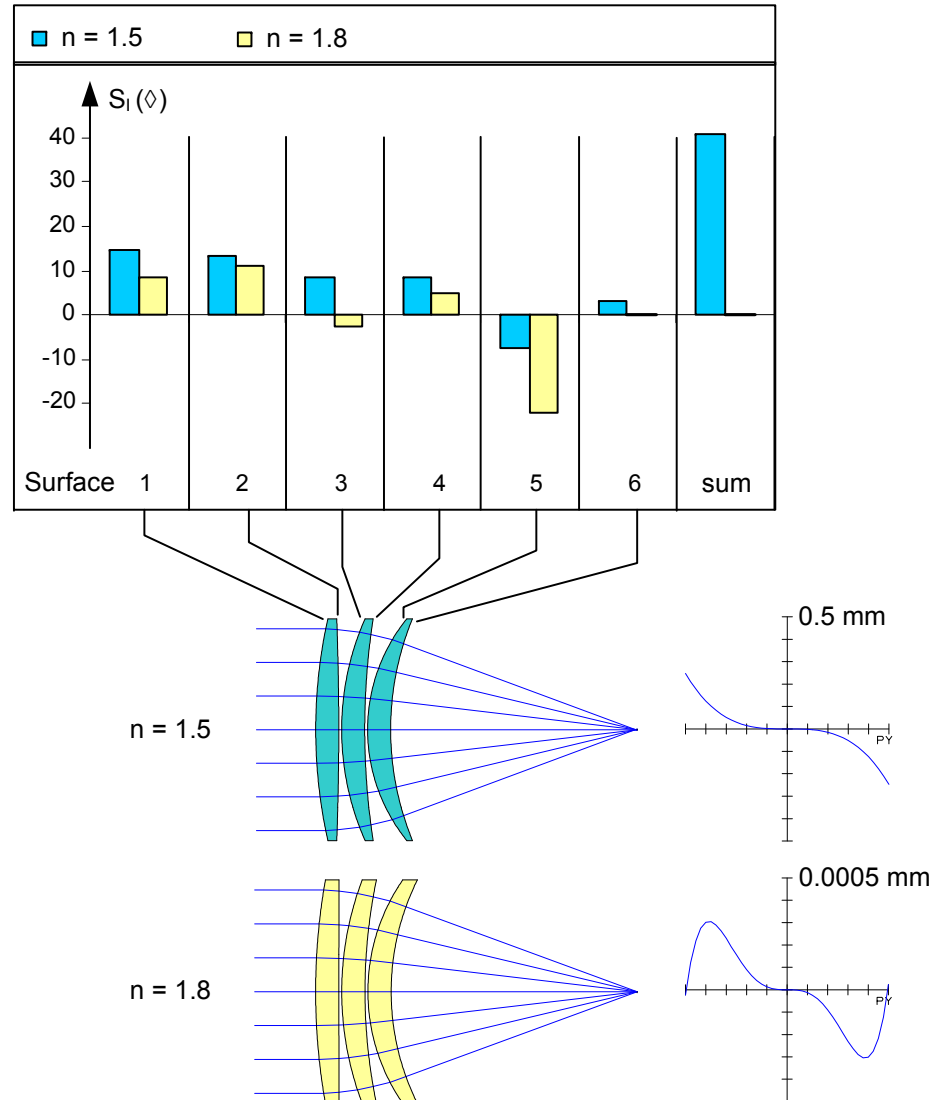 n = 1.5 n = 1.8
S_I (◊)
40
30
20
10
0
-10
-20
Surface 1 2 3 4 5 6 sum
n = 1.5
0.5 mm
PY
n = 1.8
0.0005 mm
PY